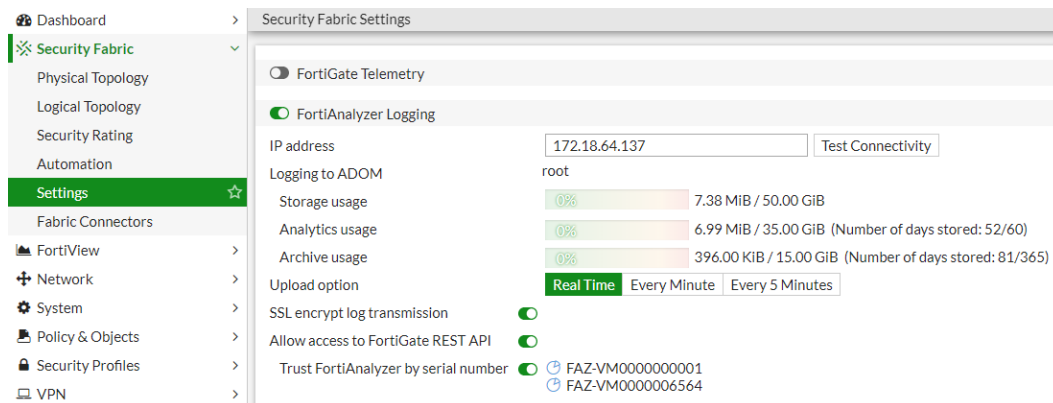 Dashboard
Security Fabric
Physical Topology
Logical Topology
Security Rating
Automation
Settings
Fabric Connectors
FortiView
Network
System
Policy & Objects
Security Profiles
VPN
Security Fabric Settings
FortiGate Telemetry
FortiAnalyzer Logging
IP address 172.18.64.137 Test Connectivity
Logging to ADOM root
Storage usage 0% 7.38 MiB / 50.00 GiB
Analytics usage 0% 6.99 MiB / 35.00 GiB (Number of days stored: 52/60)
Archive usage 0% 396.00 KiB / 15.00 GiB (Number of days stored: 81/365)
Upload option Real Time Every Minute Every 5 Minutes
SSL encrypt log transmission
Allow access to FortiGate REST API
Trust FortiAnalyzer by serial number FAZ-VM0000000001
FAZ-VM0000006564